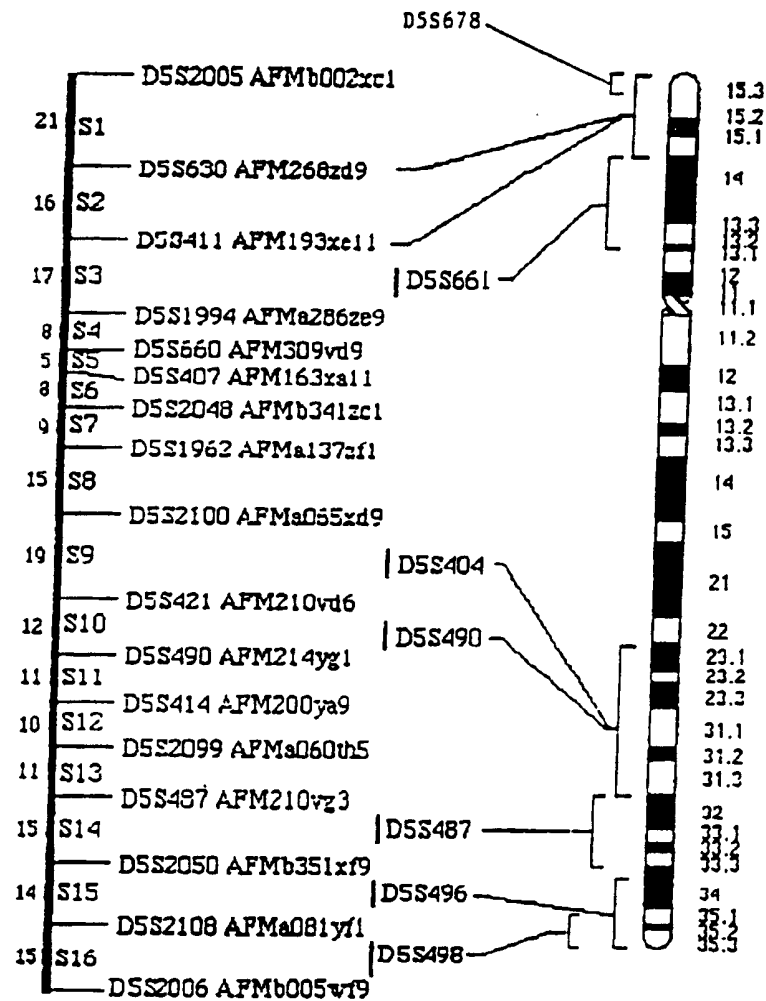 D5S678
D5S2005 AFMb002xc1
21 S1
D5S630 AFM268zd9
16 S2
D5S411 AFM193xe11
17 S3
D5S661
D5S1994 AFMa286ze9
8 S4
D5S660 AFM309vd9
5 S5
D5S407 AFM163xa11
8 S6
D5S2048 AFMb341zc1
9 S7
D5S1962 AFMa137zf1
15 S8
D5S2100 AFMa065xd9
19 S9
D5S404
D5S421 AFM210vd6
12 S10
D5S490
D5S490 AFM214yg1
11 S11
D5S414 AFM200ya9
10 S12
D5S2099 AFMa060th5
11 S13
D5S487 AFM210vg3
15 S14
D5S487
D5S2050 AFMb351xf9
14 S15
D5S496
D5S2108 AFMa081yf1
15 S16
D5S498
D5S2006 AFMb005wf9
15.3
15.2
15.1
14
13.3
13.2
13.1
12
11
11.1
11.2
12
13.1
13.2
13.3
14
15
21
22
23.1
23.2
23.3
31.1
31.2
31.3
32
33.1
33.2
33.3
34
35.1
35.2
35.3